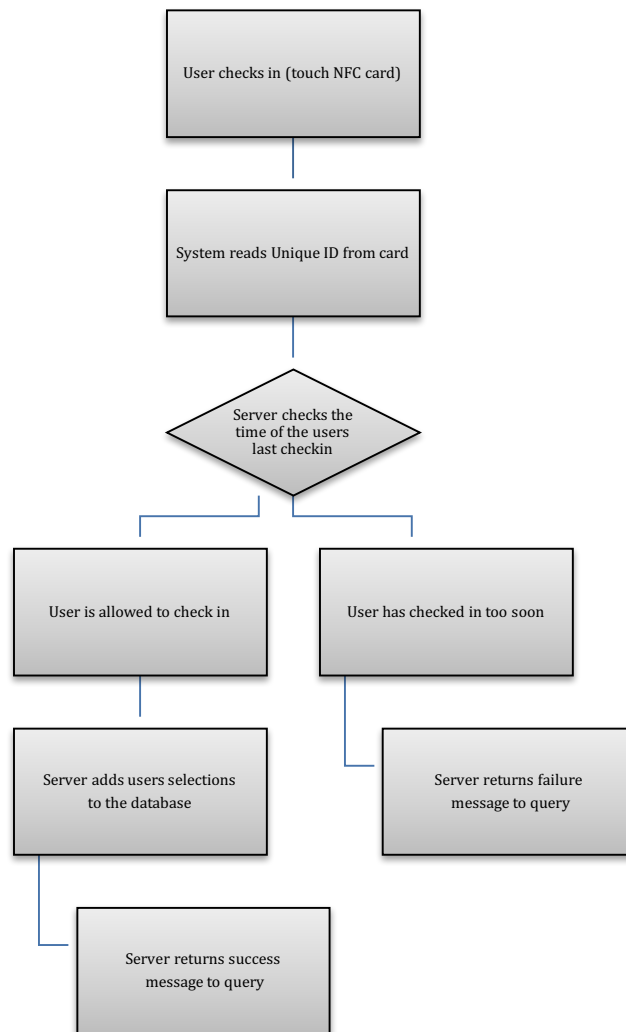 User checks in (touch NFC card)
System reads Unique ID from card
Server checks the
time of the users
last checkin
User is allowed to check in
User has checked in too soon
Server adds users selections
to the database
Server returns failure
message to query
Server returns success
message to query